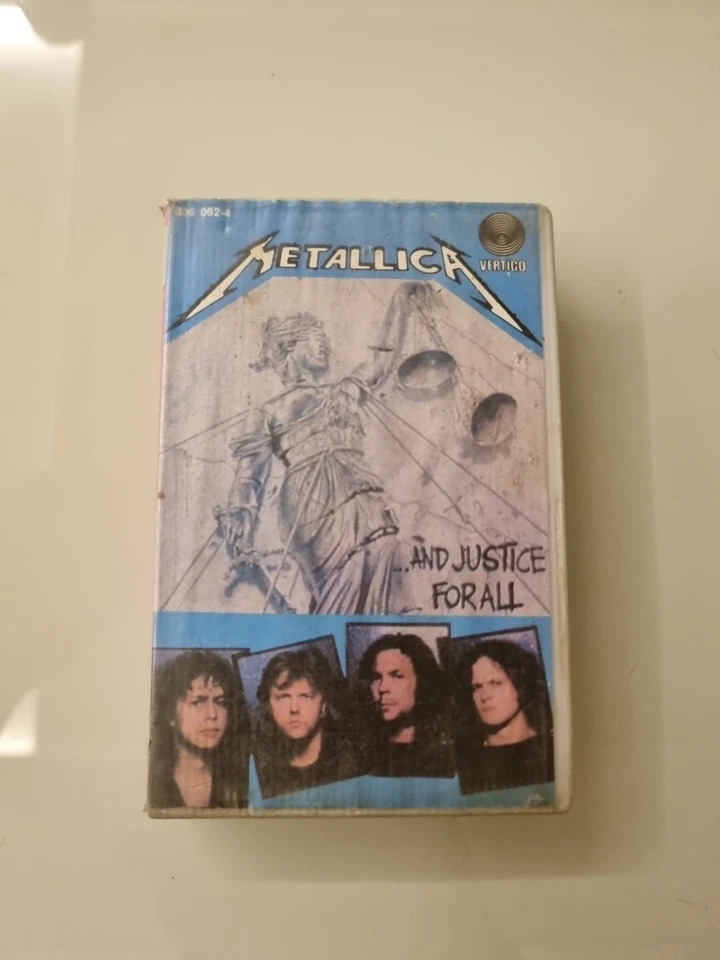 836 062-4
METALLICA
VERTIGO
...AND JUSTICE
FOR ALL